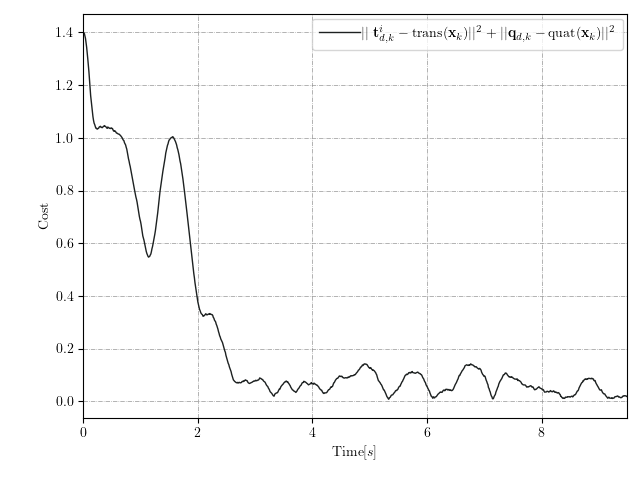 || t^i_{d,k} − trans(x_k)||^2 + ||q_{d,k} − quat(x_k)||^2
1.4
1.2
1.0
0.8
0.6
0.4
0.2
0.0
Cost
0 2 4 6 8
Time[s]